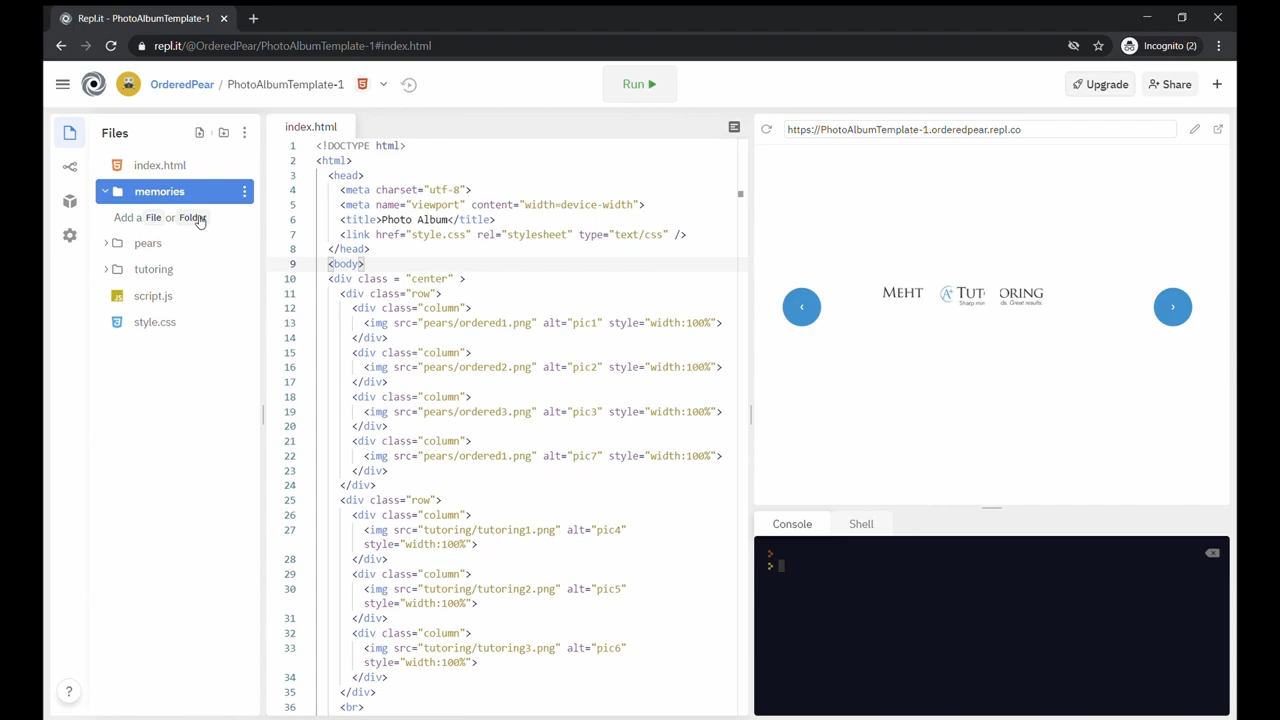 Repl.it - PhotoAlbumTemplate-1
repl.it/@OrderedPear/PhotoAlbumTemplate-1#index.html
Incognito (2)
OrderedPear / PhotoAlbumTemplate-1
Run
Upgrade
Share
Files
index.html
memories
Add a File or Folder
pears
tutoring
script.js
style.css
?
index.html
1 <!DOCTYPE html>
2 <html>
3 <head>
4 <meta charset="utf-8">
5 <meta name="viewport" content="width=device-width">
6 <title>Photo Album</title>
7 <link href="style.css" rel="stylesheet" type="text/css" />
8 </head>
9 <body>
10 <div class = "center" >
11 <div class="row">
12 <div class="column">
13 <img src="pears/ordered1.png" alt="pic1" style="width:100%">
14 </div>
15 <div class="column">
16 <img src="pears/ordered2.png" alt="pic2" style="width:100%">
17 </div>
18 <div class="column">
19 <img src="pears/ordered3.png" alt="pic3" style="width:100%">
20 </div>
21 <div class="column">
22 <img src="pears/ordered1.png" alt="pic7" style="width:100%">
23 </div>
24 </div>
25 <div class="row">
26 <div class="column">
27 <img src="tutoring/tutoring1.png" alt="pic4"
style="width:100%">
28 </div>
29 <div class="column">
30 <img src="tutoring/tutoring2.png" alt="pic5"
style="width:100%">
31 </div>
32 <div class="column">
33 <img src="tutoring/tutoring3.png" alt="pic6"
style="width:100%">
34 </div>
35 </div>
36 <br>
https://PhotoAlbumTemplate-1.orderedpear.repl.co
‹
MEHT
A+ TUT
Sharp min
ORING
ds. Great results.
›
Console
Shell
>
>